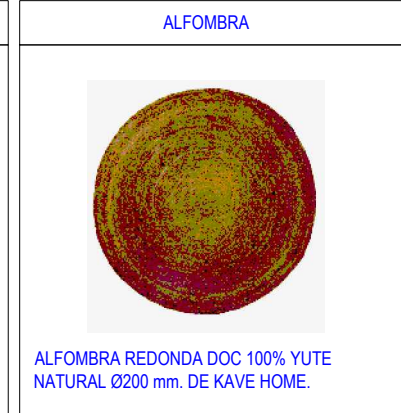 ALFOMBRA
ALFOMBRA REDONDA DOC 100% YUTE
NATURAL Ø200 mm. DE KAVE HOME.